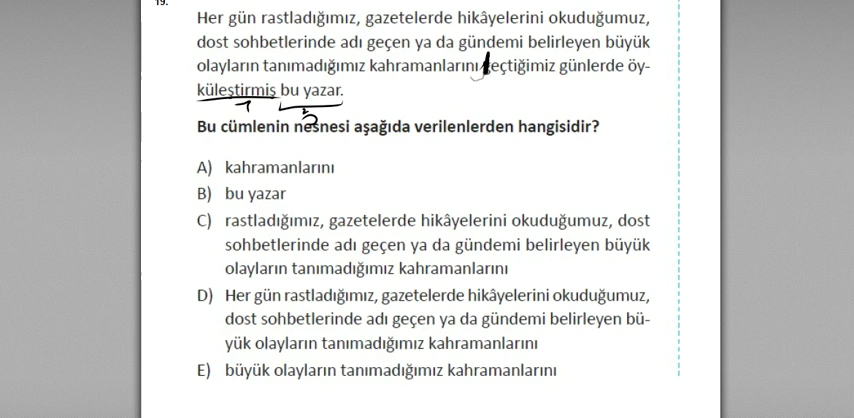 19.
Her gün rastladığımız, gazetelerde hikâyelerini okuduğumuz,
dost sohbetlerinde adı geçen ya da gündemi belirleyen büyük
olayların tanımadığımız kahramanlarını geçtiğimiz günlerde öy-
küleştirmiş bu yazar.
Bu cümlenin nesnesi aşağıda verilenlerden hangisidir?
A) kahramanlarını
B) bu yazar
C) rastladığımız, gazetelerde hikâyelerini okuduğumuz, dost
sohbetlerinde adı geçen ya da gündemi belirleyen büyük
olayların tanımadığımız kahramanlarını
D) Her gün rastladığımız, gazetelerde hikâyelerini okuduğumuz,
dost sohbetlerinde adı geçen ya da gündemi belirleyen bü-
yük olayların tanımadığımız kahramanlarını
E) büyük olayların tanımadığımız kahramanlarını